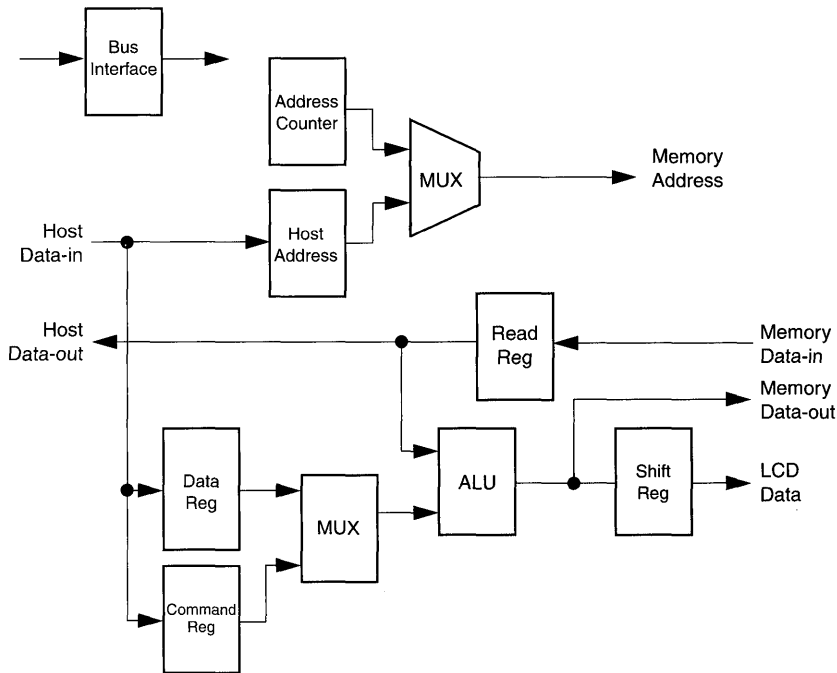 Bus
Interface
Address
Counter
MUX
Memory
Address
Host
Data-in
Host
Address
Host
Data-out
Read
Reg
Memory
Data-in
Memory
Data-out
Data
Reg
MUX
ALU
Shift
Reg
LCD
Data
Command
Reg